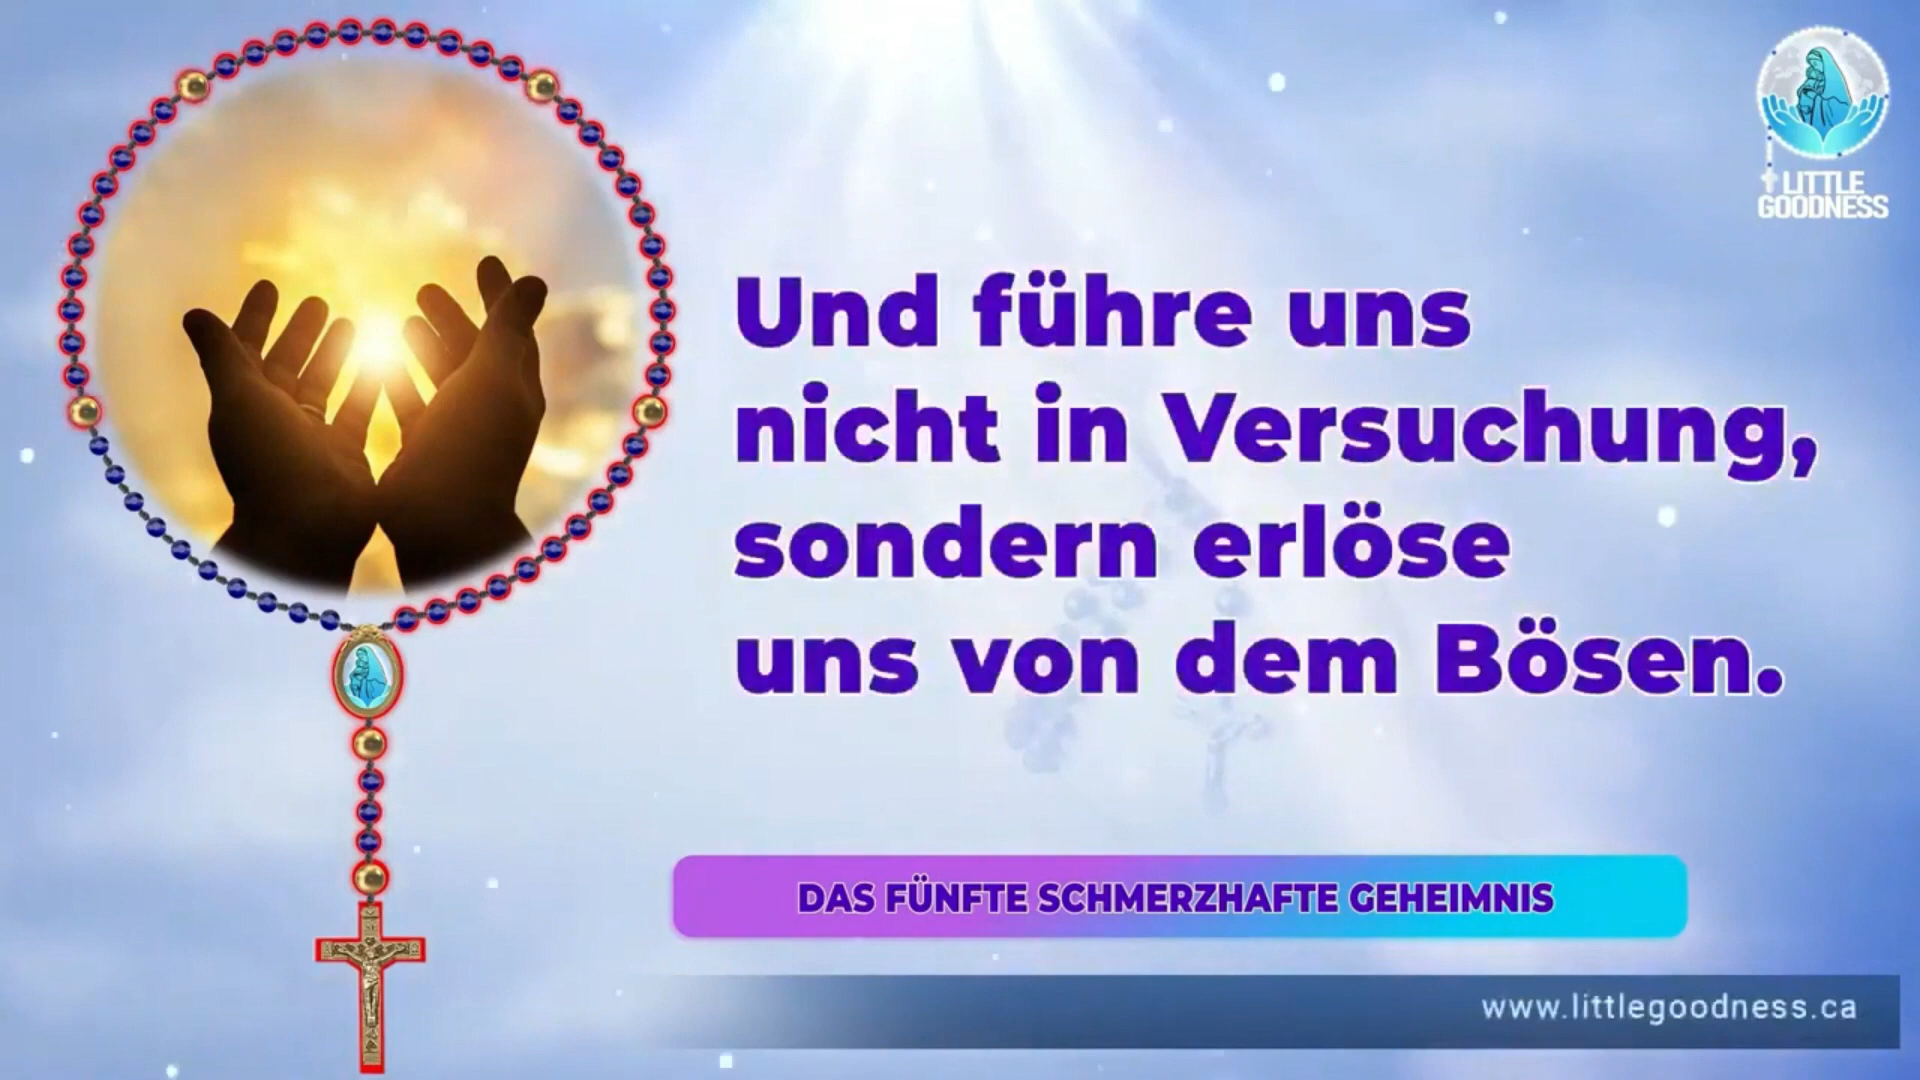 LITTLE
GOODNESS
Und führe uns
nicht in Versuchung,
sondern erlöse
uns von dem Bösen.
DAS FÜNFTE SCHMERZHAFTE GEHEIMNIS
www.littlegoodness.ca